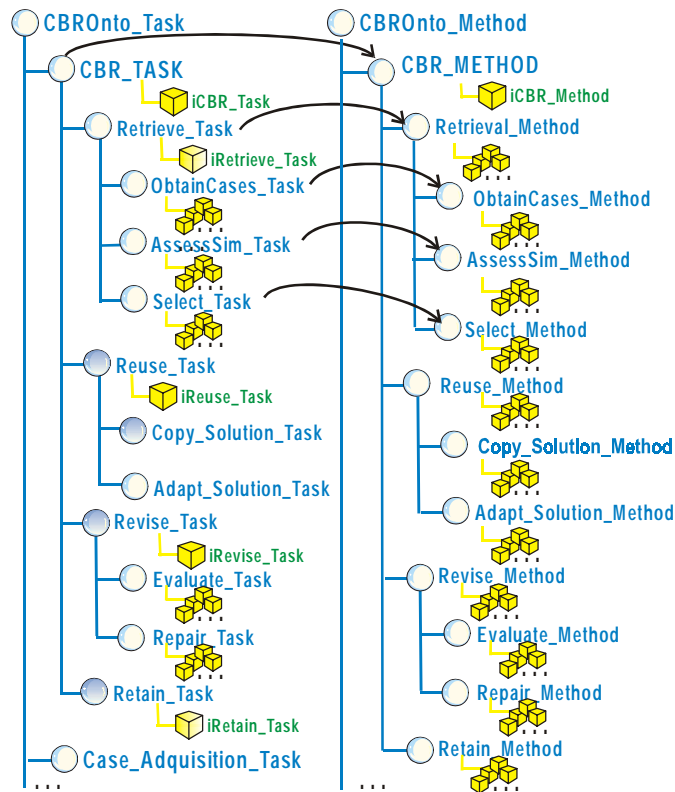 CBROnto_Task
CBR_TASK
iCBR_Task
Retrieve_Task
iRetrieve_Task
ObtainCases_Task
...
AssessSim_Task
...
Select_Task
...
Reuse_Task
iReuse_Task
Copy_Solution_Task
Adapt_Solution_Task
Revise_Task
iRevise_Task
Evaluate_Task
...
Repair_Task
...
Retain_Task
iRetain_Task
Case_Adquisition_Task
...
CBROnto_Method
CBR_METHOD
iCBR_Method
Retrieval_Method
...
ObtainCases_Method
...
AssessSim_Method
...
Select_Method
...
Reuse_Method
...
Copy_Solution_Method
...
Adapt_Solution_Method
...
Revise_Method
...
Evaluate_Method
...
Repair_Method
...
Retain_Method
...
...